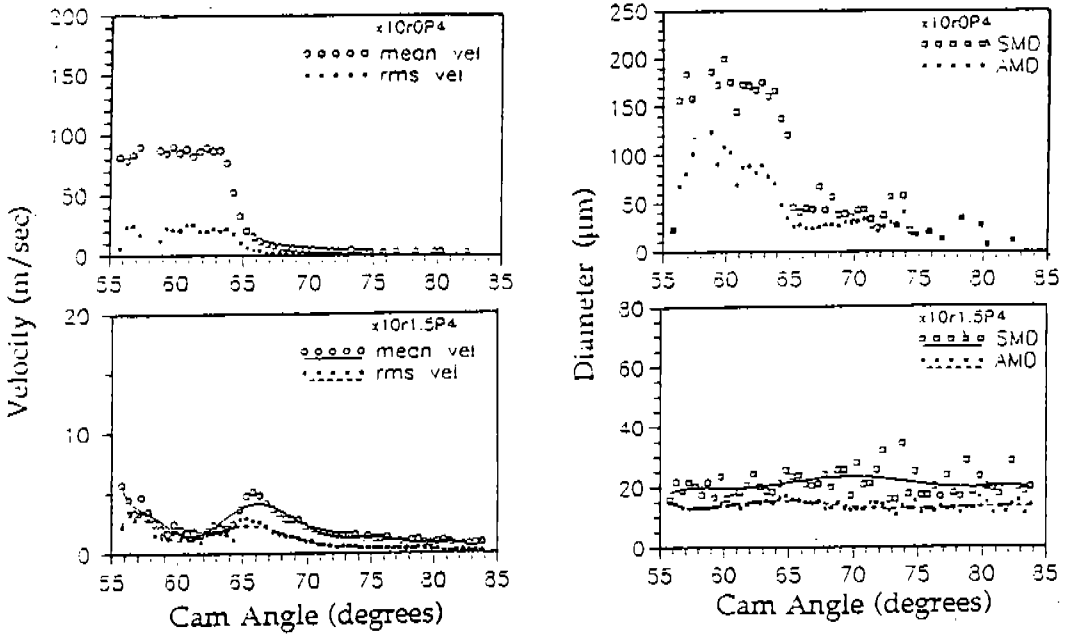 x10r0P4
mean vel
rms vel
200
150
100
50
0
55 60 65 70 75 80 85
x10r0P4
SMD
AMD
250
200
150
100
50
0
55 60 65 70 75 80 85
Velocity (m/sec)
x10r1.5P4
mean vel
rms vel
20
10
0
55 60 65 70 75 80 85
Cam Angle (degrees)
Diameter (µm)
x10r1.5P4
SMD
AMD
80
60
40
20
0
55 60 65 70 75 80 85
Cam Angle (degrees)